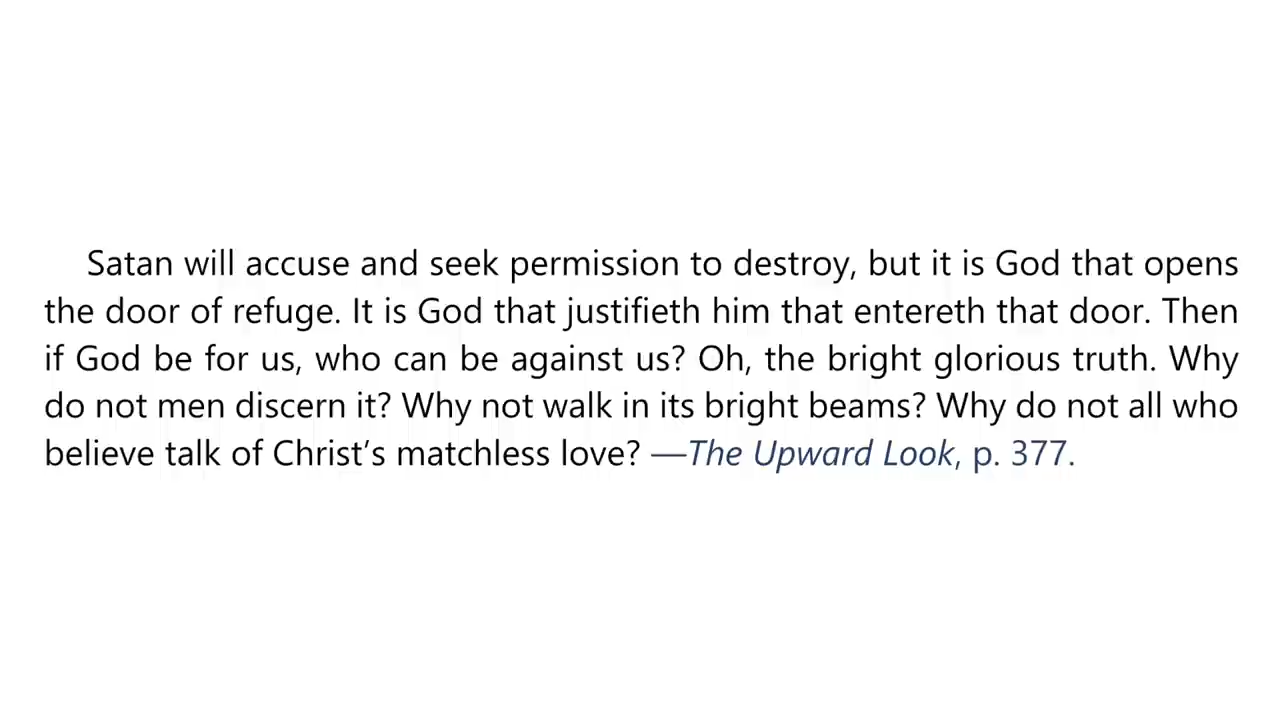 Satan will accuse and seek permission to destroy, but it is God that opens
the door of refuge. It is God that justifieth him that entereth that door. Then
if God be for us, who can be against us? Oh, the bright glorious truth. Why
do not men discern it? Why not walk in its bright beams? Why do not all who
believe talk of Christ’s matchless love? —The Upward Look, p. 377.